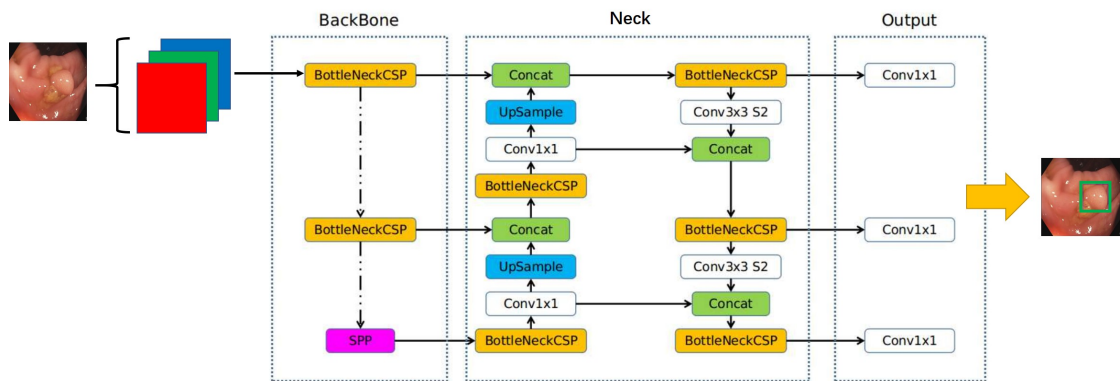 BackBone
Neck
Output
BottleNeckCSP
Concat
BottleNeckCSP
Conv1x1
UpSample
Conv3x3 S2
Conv1x1
Concat
BottleNeckCSP
BottleNeckCSP
Concat
BottleNeckCSP
Conv1x1
UpSample
Conv3x3 S2
Conv1x1
Concat
SPP
BottleNeckCSP
BottleNeckCSP
Conv1x1